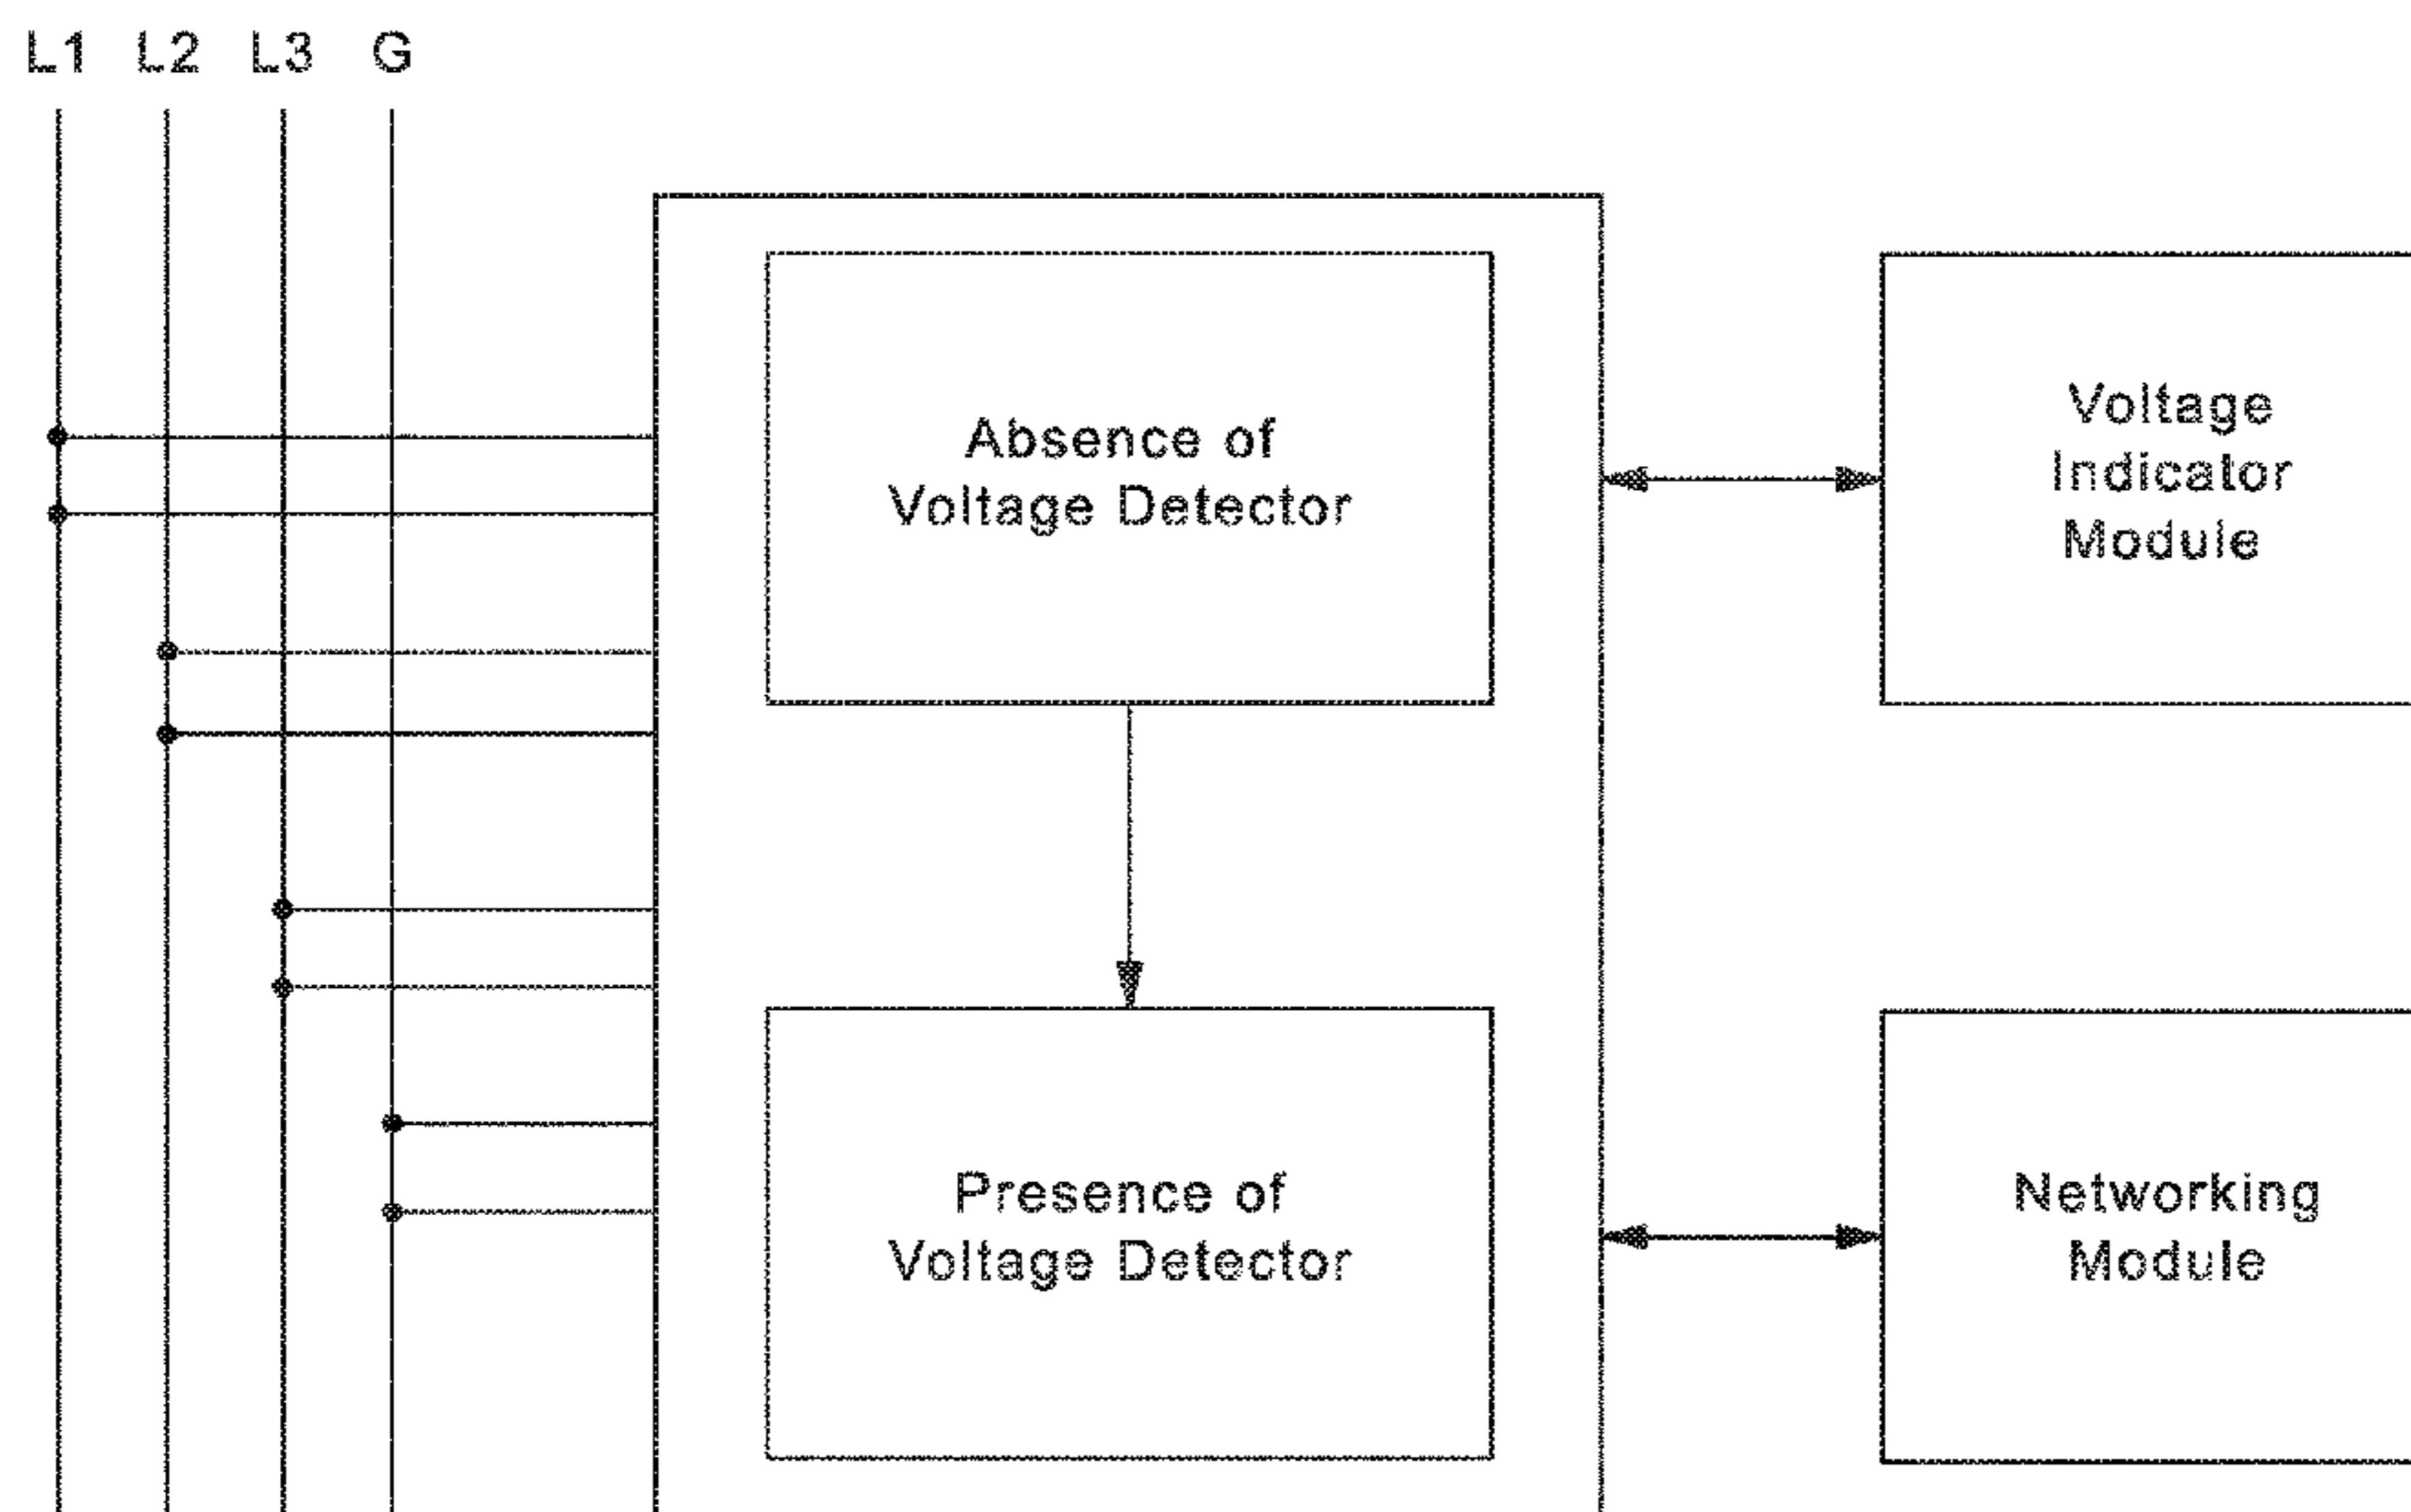 L1 L2 L3 G
Absence of
Voltage Detector
Voltage
Indicator
Module
Presence of
Voltage Detector
Networking
Module